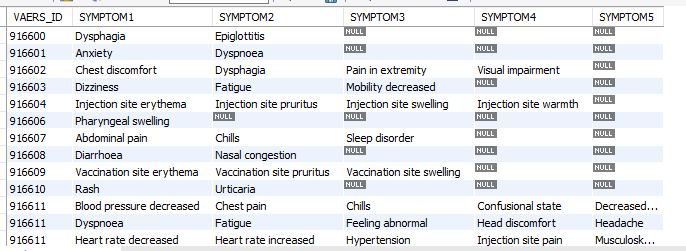 VAERS_ID SYMPTOM1 SYMPTOM2 SYMPTOM3 SYMPTOM4 SYMPTOM5
916600 Dysphagia Epiglottitis NULL NULL NULL
916601 Anxiety Dyspnoea NULL NULL NULL
916602 Chest discomfort Dysphagia Pain in extremity Visual impairment NULL
916603 Dizziness Fatigue Mobility decreased NULL NULL
916604 Injection site erythema Injection site pruritus Injection site swelling Injection site warmth NULL
916606 Pharyngeal swelling NULL NULL NULL NULL
916607 Abdominal pain Chills Sleep disorder NULL NULL
916608 Diarrhoea Nasal congestion NULL NULL NULL
916609 Vaccination site erythema Vaccination site pruritus Vaccination site swelling NULL NULL
916610 Rash Urticaria NULL NULL NULL
916611 Blood pressure decreased Chest pain Chills Confusional state Decreased...
916611 Dyspnoea Fatigue Feeling abnormal Head discomfort Headache
916611 Heart rate decreased Heart rate increased Hypertension Injection site pain Musculosk...